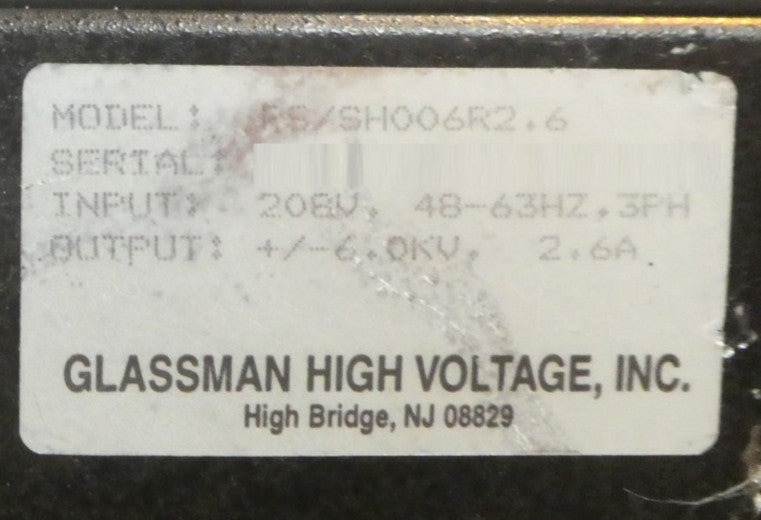 MODEL: PS/SH006R2.6
SERIAL:
INPUT: 208V, 48-63HZ,3PH
OUTPUT: +/-6.0KV, 2.6A
GLASSMAN HIGH VOLTAGE, INC.
High Bridge, NJ 08829